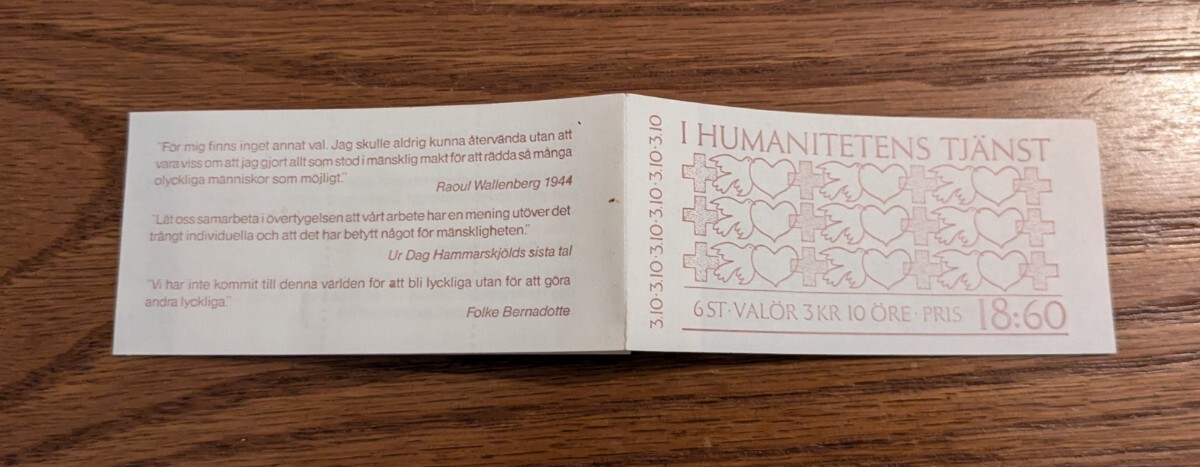 "För mig finns inget annat val. Jag skulle aldrig kunna återvända utan att
vara viss om att jag gjort allt som stod i mänsklig makt för att rädda så många
olyckliga människor som möjligt."
Raoul Wallenberg 1944
"Låt oss samarbeta i övertygelsen att vårt arbete har en mening utöver det
trångt individuella och att det har betytt något för mänskligheten."
Ur Dag Hammarskjölds sista tal
"Vi har inte kommit till denna världen för att bli lyckliga utan för att göra
andra lyckliga."
Folke Bernadotte
3.10·3.10·3.10·3.10·3.10·3.10
I HUMANITETENS TJÄNST
6 ST·VALÖR 3 KR 10 ÖRE·PRIS 18:60